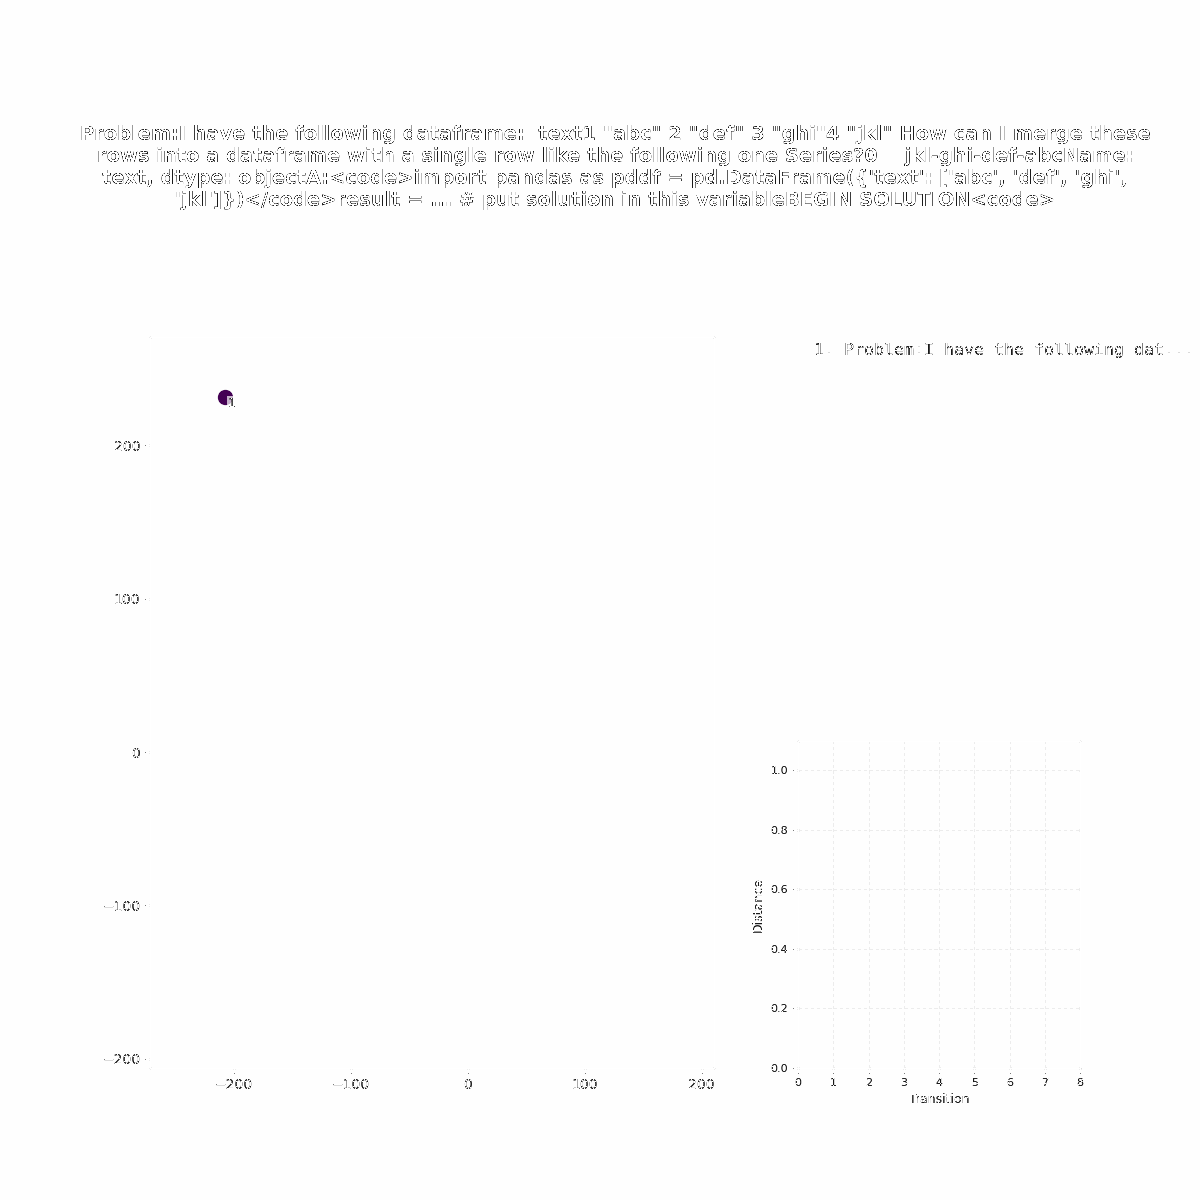 Problem:I have the following dataframe:  text1 "abc" 2 "def" 3 "ghi"4 "jkl" How can I merge these
rows into a dataframe with a single row like the following one Series?0    jkl-ghi-def-abcName:
text, dtype: objectA:<code>import pandas as pddf = pd.DataFrame({'text': ['abc', 'def', 'ghi',
'jkl']})</code>result = ... # put solution in this variableBEGIN SOLUTION<code>
1. Problem:I have the following dat...
1
200
100
0
−100
−200
−200 −100 0 100 200
1.0
0.8
0.6
0.4
0.2
0.0
Distance
0 1 2 3 4 5 6 7 8
Transition